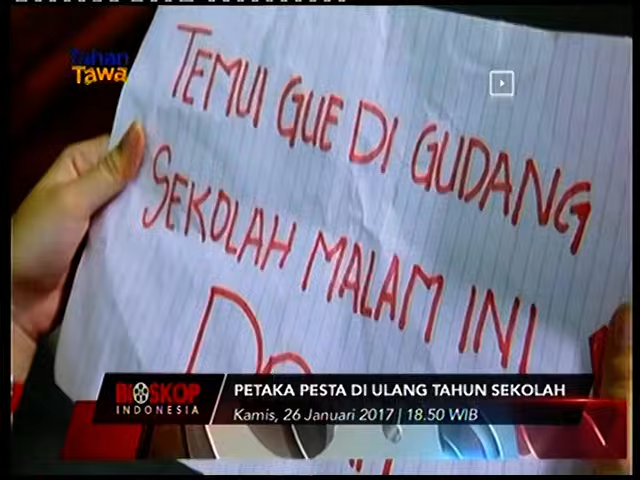 Tahan
Tawa
TEMUI GUE DI GUDANG
SEKOLAH MALAM INI
BIOSKOP
INDONESIA
PETAKA PESTA DI ULANG TAHUN SEKOLAH
Kamis, 26 Januari 2017 | 18.50 WIB